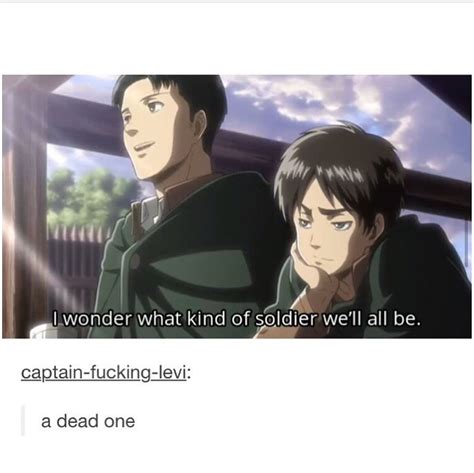 I wonder what kind of soldier we'll all be.
captain-fucking-levi:
a dead one